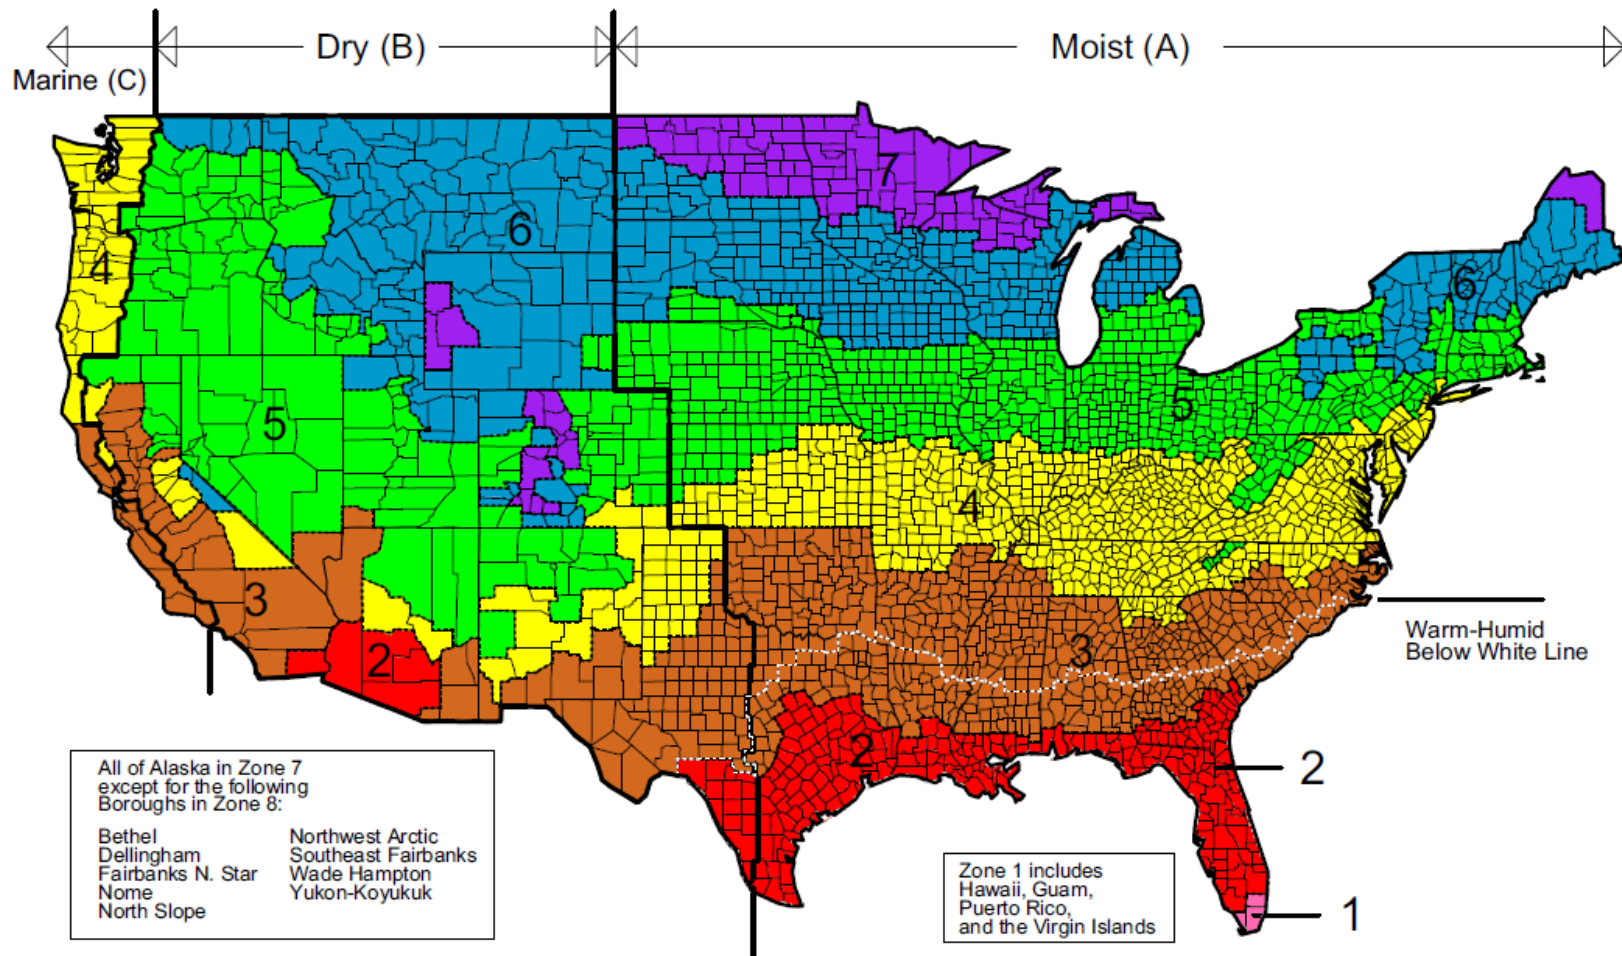 Dry (B)
Moist (A)
Marine (C)
7
6
4
6
5
5
4
3
3
2
2
Warm-Humid
Below White Line
2
1
All of Alaska in Zone 7
except for the following
Boroughs in Zone 8:
Bethel
Dellingham
Fairbanks N. Star
Nome
North Slope
Northwest Arctic
Southeast Fairbanks
Wade Hampton
Yukon-Koyukuk
Zone 1 includes
Hawaii, Guam,
Puerto Rico,
and the Virgin Islands